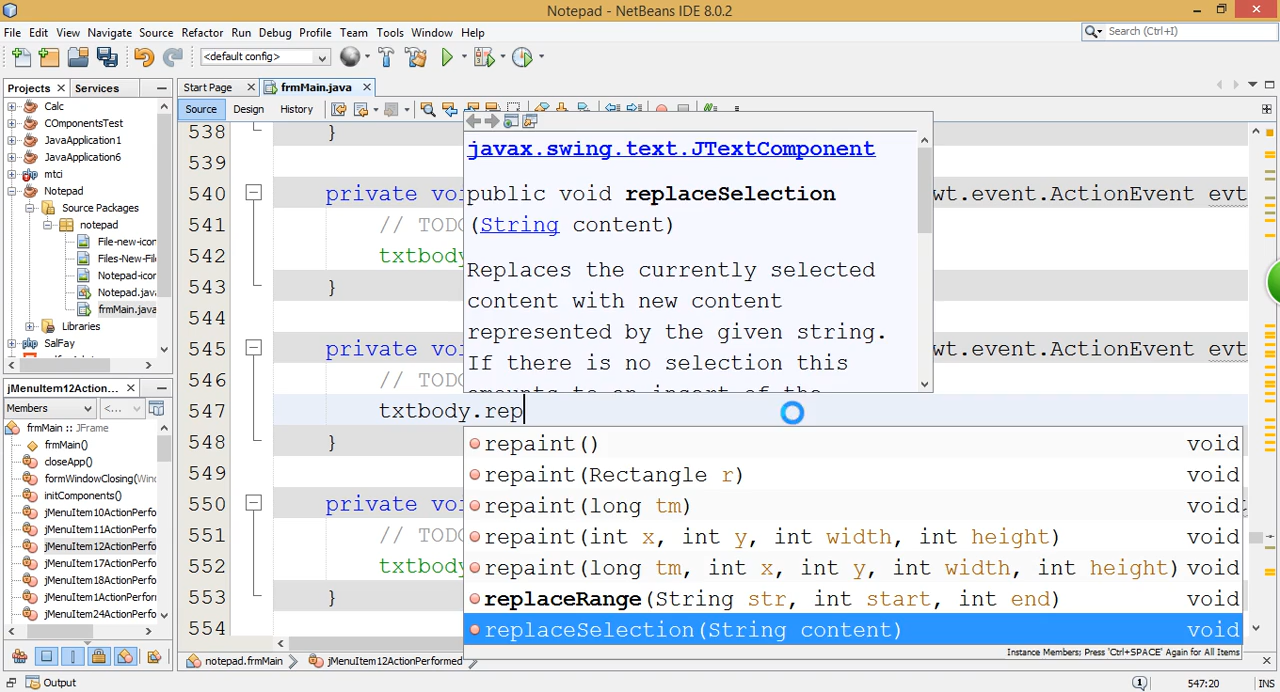 Notepad - NetBeans IDE 8.0.2
File Edit View Navigate Source Refactor Run Debug Profile Team Tools Window Help
Search (Ctrl+I)
<default config>
Projects Services
Start Page frmMain.java
Source Design History
Calc
COmponentsTest
JavaApplication1
JavaApplication6
mtci
Notepad
Source Packages
notepad
File-new-icon
Files-New-File
Notepad-icon
Notepad.java
frmMain.java
Libraries
SalFay
538 }
539
540 private voi wt.event.ActionEvent evt
541 // TODO
542 txtbody
543 }
544
545 private voi wt.event.ActionEvent evt
546 // TODO
547 txtbody.rep
548 }
549
550 private voi
551 // TODO
552 txtbody
553 }
554
javax.swing.text.JTextComponent
public void replaceSelection
(String content)
Replaces the currently selected
content with new content
represented by the given string.
If there is no selection this
amounts to an insert of the
repaint() void
repaint(Rectangle r) void
repaint(long tm) void
repaint(int x, int y, int width, int height) void
repaint(long tm, int x, int y, int width, int height) void
replaceRange(String str, int start, int end) void
replaceSelection(String content) void
Instance Members; Press 'Ctrl+SPACE' Again for All Items
jMenuItem12Action...
Members <...
frmMain :: JFrame
frmMain()
closeApp()
formWindowClosing(Winc
initComponents()
jMenuItem10ActionPerfo
jMenuItem11ActionPerfo
jMenuItem12ActionPerfo
jMenuItem17ActionPerfo
jMenuItem18ActionPerfo
jMenuItem1ActionPerfor
jMenuItem24ActionPerfo
notepad.frmMain jMenuItem12ActionPerformed
Output
1 547:20 INS